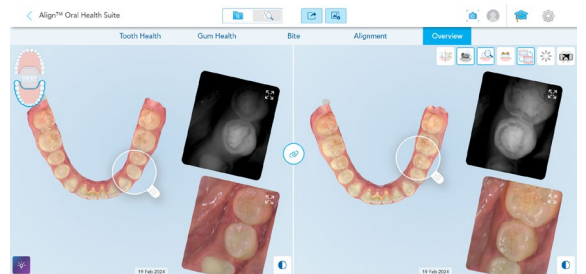 Align™ Oral Health Suite
Tooth Health
Gum Health
Bite
Alignment
Overview
19 Feb 2024
19 Feb 2024